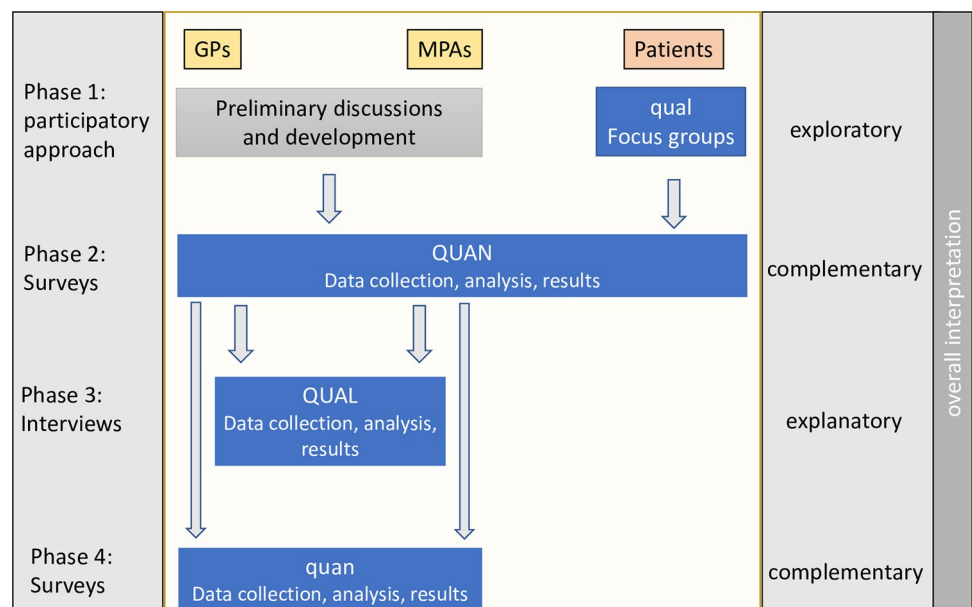 GPs
MPAs
Patients
Phase 1:
participatory
approach
Preliminary discussions
and development
qual
Focus groups
exploratory
Phase 2:
Surveys
QUAN
Data collection, analysis, results
complementary
Phase 3:
Interviews
QUAL
Data collection, analysis,
results
explanatory
Phase 4:
Surveys
quan
Data collection, analysis, results
complementary
overall interpretation